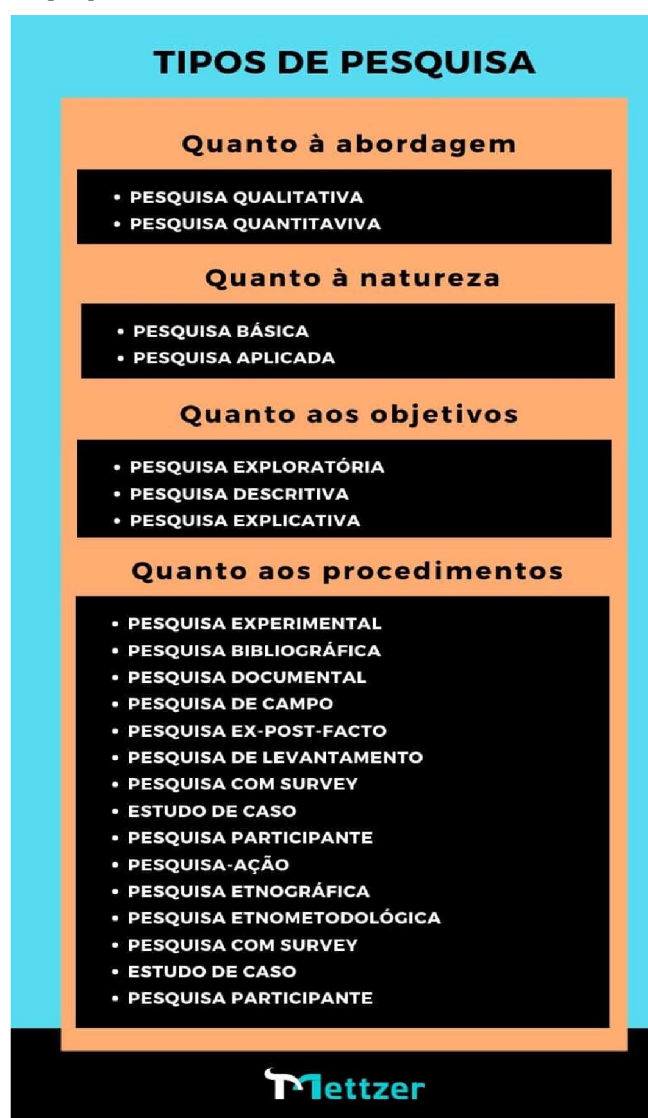 TIPOS DE PESQUISA
Quanto à abordagem
• PESQUISA QUALITATIVA
• PESQUISA QUANTITAVIVA
Quanto à natureza
• PESQUISA BÁSICA
• PESQUISA APLICADA
Quanto aos objetivos
• PESQUISA EXPLORATÓRIA
• PESQUISA DESCRITIVA
• PESQUISA EXPLICATIVA
Quanto aos procedimentos
• PESQUISA EXPERIMENTAL
• PESQUISA BIBLIOGRÁFICA
• PESQUISA DOCUMENTAL
• PESQUISA DE CAMPO
• PESQUISA EX-POST-FACTO
• PESQUISA DE LEVANTAMENTO
• PESQUISA COM SURVEY
• ESTUDO DE CASO
• PESQUISA PARTICIPANTE
• PESQUISA-AÇÃO
• PESQUISA ETNOGRÁFICA
• PESQUISA ETNOMETODOLÓGICA
• PESQUISA COM SURVEY
• ESTUDO DE CASO
• PESQUISA PARTICIPANTE
Mettzer